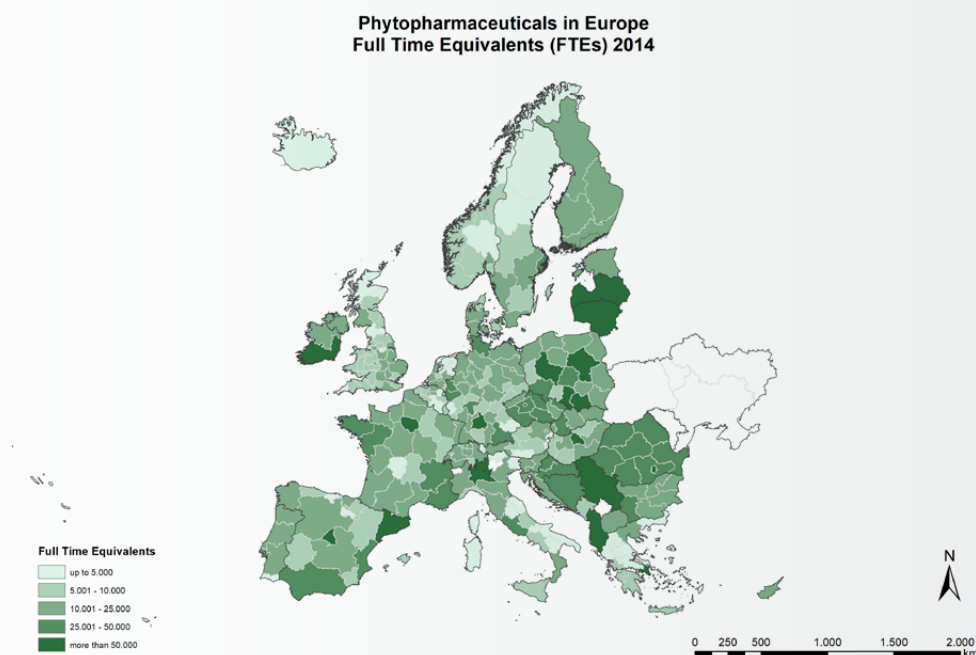 Phytopharmaceuticals in Europe
Full Time Equivalents (FTEs) 2014
Full Time Equivalents
up to 5.000
5.001 - 10.000
10.001 - 25.000
25.001 - 50.000
more than 50.000
N
0 250 500 1.000 1.500 2.000
km